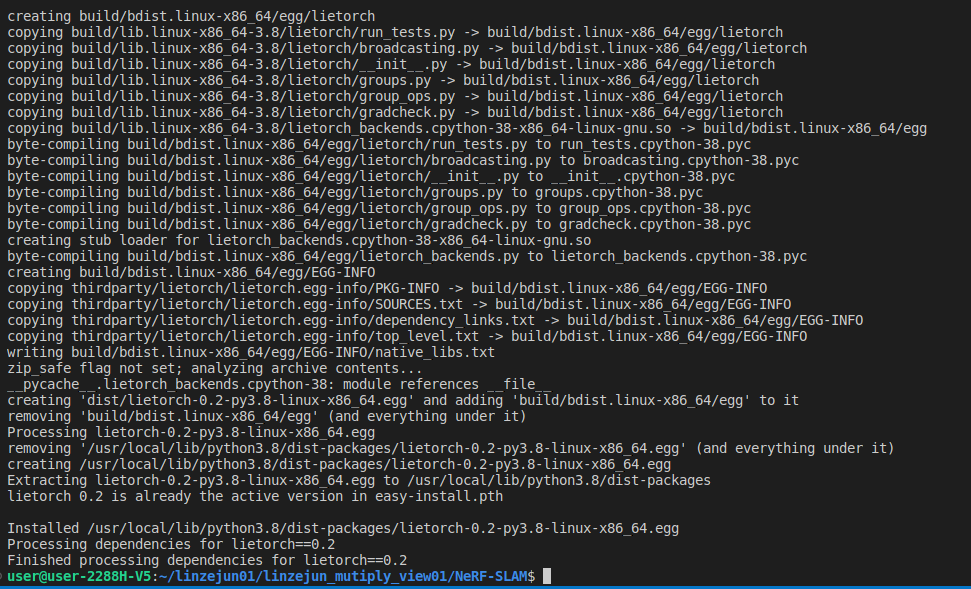 creating build/bdist.linux-x86_64/egg/lietorch
copying build/lib.linux-x86_64-3.8/lietorch/run_tests.py -> build/bdist.linux-x86_64/egg/lietorch
copying build/lib.linux-x86_64-3.8/lietorch/broadcasting.py -> build/bdist.linux-x86_64/egg/lietorch
copying build/lib.linux-x86_64-3.8/lietorch/__init__.py -> build/bdist.linux-x86_64/egg/lietorch
copying build/lib.linux-x86_64-3.8/lietorch/groups.py -> build/bdist.linux-x86_64/egg/lietorch
copying build/lib.linux-x86_64-3.8/lietorch/group_ops.py -> build/bdist.linux-x86_64/egg/lietorch
copying build/lib.linux-x86_64-3.8/lietorch/gradcheck.py -> build/bdist.linux-x86_64/egg/lietorch
copying build/lib.linux-x86_64-3.8/lietorch_backends.cpython-38-x86_64-linux-gnu.so -> build/bdist.linux-x86_64/egg
byte-compiling build/bdist.linux-x86_64/egg/lietorch/run_tests.py to run_tests.cpython-38.pyc
byte-compiling build/bdist.linux-x86_64/egg/lietorch/broadcasting.py to broadcasting.cpython-38.pyc
byte-compiling build/bdist.linux-x86_64/egg/lietorch/__init__.py to __init__.cpython-38.pyc
byte-compiling build/bdist.linux-x86_64/egg/lietorch/groups.py to groups.cpython-38.pyc
byte-compiling build/bdist.linux-x86_64/egg/lietorch/group_ops.py to group_ops.cpython-38.pyc
byte-compiling build/bdist.linux-x86_64/egg/lietorch/gradcheck.py to gradcheck.cpython-38.pyc
creating stub loader for lietorch_backends.cpython-38-x86_64-linux-gnu.so
byte-compiling build/bdist.linux-x86_64/egg/lietorch_backends.py to lietorch_backends.cpython-38.pyc
creating build/bdist.linux-x86_64/egg/EGG-INFO
copying thirdparty/lietorch/lietorch.egg-info/PKG-INFO -> build/bdist.linux-x86_64/egg/EGG-INFO
copying thirdparty/lietorch/lietorch.egg-info/SOURCES.txt -> build/bdist.linux-x86_64/egg/EGG-INFO
copying thirdparty/lietorch/lietorch.egg-info/dependency_links.txt -> build/bdist.linux-x86_64/egg/EGG-INFO
copying thirdparty/lietorch/lietorch.egg-info/top_level.txt -> build/bdist.linux-x86_64/egg/EGG-INFO
writing build/bdist.linux-x86_64/egg/EGG-INFO/native_libs.txt
zip_safe flag not set; analyzing archive contents...
__pycache__.lietorch_backends.cpython-38: module references __file__
creating 'dist/lietorch-0.2-py3.8-linux-x86_64.egg' and adding 'build/bdist.linux-x86_64/egg' to it
removing 'build/bdist.linux-x86_64/egg' (and everything under it)
Processing lietorch-0.2-py3.8-linux-x86_64.egg
removing '/usr/local/lib/python3.8/dist-packages/lietorch-0.2-py3.8-linux-x86_64.egg' (and everything under it)
creating /usr/local/lib/python3.8/dist-packages/lietorch-0.2-py3.8-linux-x86_64.egg
Extracting lietorch-0.2-py3.8-linux-x86_64.egg to /usr/local/lib/python3.8/dist-packages
lietorch 0.2 is already the active version in easy-install.pth

Installed /usr/local/lib/python3.8/dist-packages/lietorch-0.2-py3.8-linux-x86_64.egg
Processing dependencies for lietorch==0.2
Finished processing dependencies for lietorch==0.2
user@user-2288H-V5:~/linzejun01/linzejun_mutiply_view01/NeRF-SLAM$